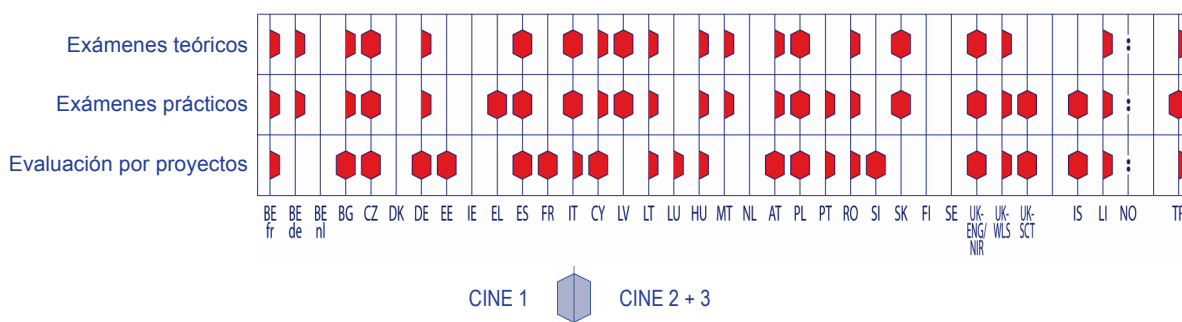 Exámenes teóricos
Exámenes prácticos
Evaluación por proyectos
BE fr BE de BE nl BG CZ DK DE EE IE EL ES FR IT CY LV LT LU HU MT NL AT PL PT RO SI SK FI SE UK-ENG/NIR UK-WLS UK-SCT IS LI NO TR
CINE 1 CINE 2 + 3